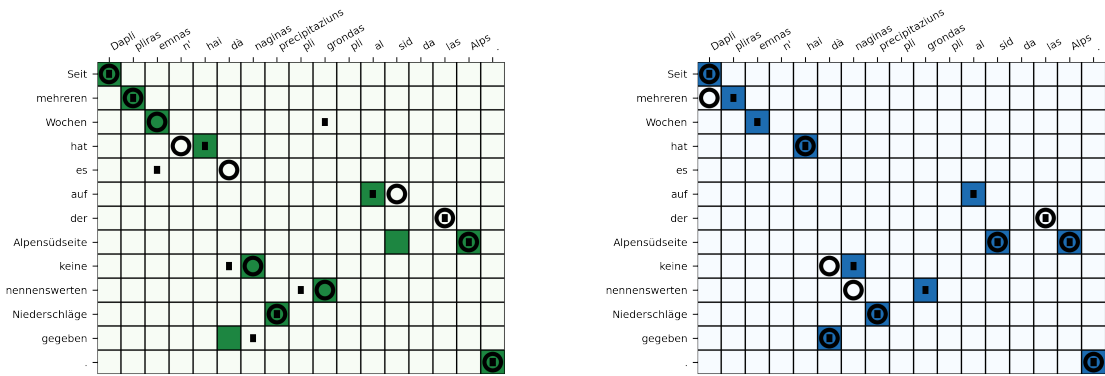 Dapli pliras emnas n' hai dà naginas precipitaziuns pli grondas pli al sid da las Alps .
Seit
mehreren
Wochen
hat
es
auf
der
Alpensüdseite
keine
nennenswerten
Niederschläge
gegeben
.
Dapli pliras emnas n' hai dà naginas precipitaziuns pli grondas pli al sid da las Alps .
Seit
mehreren
Wochen
hat
es
auf
der
Alpensüdseite
keine
nennenswerten
Niederschläge
gegeben
.